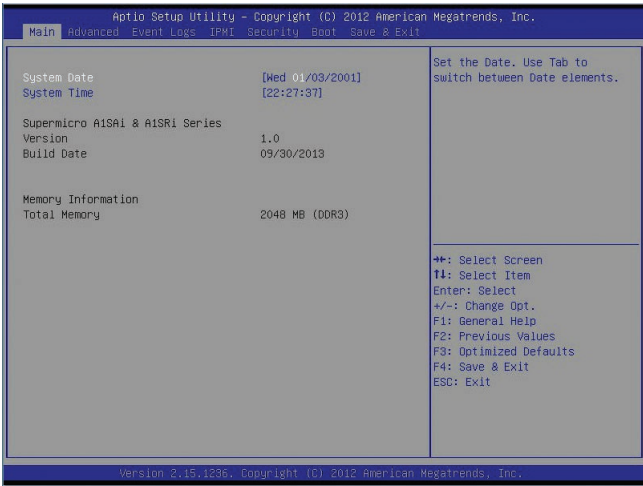 Aptio Setup Utility – Copyright (C) 2012 American Megatrends, Inc.
Main Advanced Event Logs IPMI Security Boot Save & Exit
System Date [Wed 01/03/2001]
System Time [22:27:37]
Supermicro A1SAi & A1SRi Series
Version 1.0
Build Date 09/30/2013
Memory Information
Total Memory 2048 MB (DDR3)
Set the Date. Use Tab to
switch between Date elements.
→←: Select Screen
↑↓: Select Item
Enter: Select
+/-: Change Opt.
F1: General Help
F2: Previous Values
F3: Optimized Defaults
F4: Save & Exit
ESC: Exit
Version 2.15.1236. Copyright (C) 2012 American Megatrends, Inc.